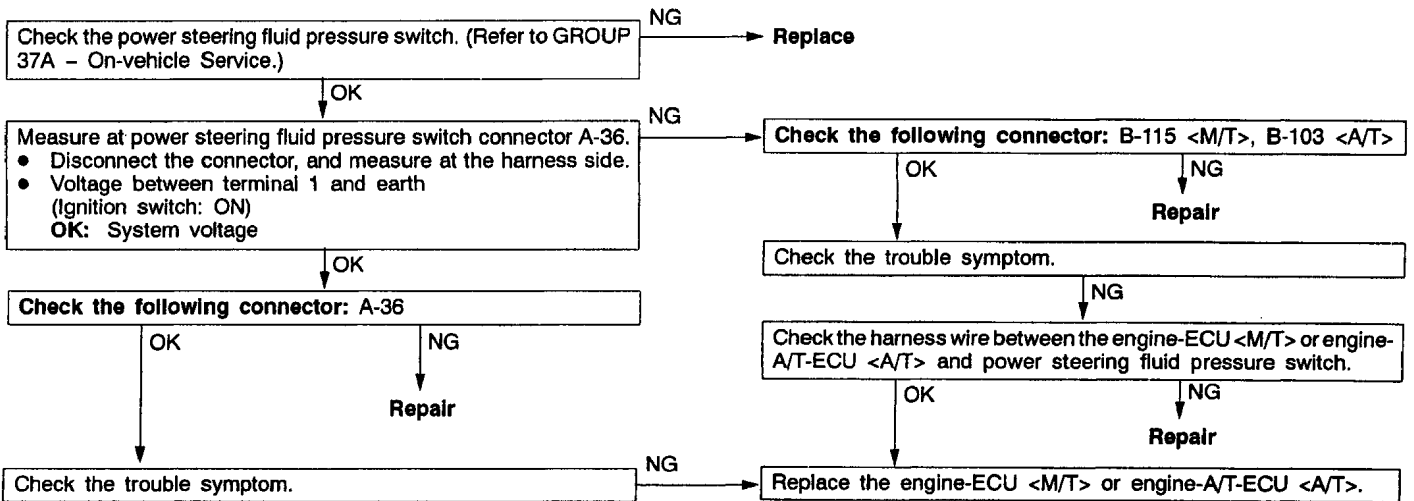 Check the power steering fluid pressure switch. (Refer to GROUP
37A – On-vehicle Service.)
NG
Replace
OK
Measure at power steering fluid pressure switch connector A-36.
● Disconnect the connector, and measure at the harness side.
● Voltage between terminal 1 and earth
(Ignition switch: ON)
OK: System voltage
NG
Check the following connector: B-115 <M/T>, B-103 <A/T>
OK
NG
Repair
Check the trouble symptom.
NG
Check the harness wire between the engine-ECU <M/T> or engine-
A/T-ECU <A/T> and power steering fluid pressure switch.
OK
NG
Repair
OK
Check the following connector: A-36
OK
NG
Repair
Check the trouble symptom.
NG
Replace the engine-ECU <M/T> or engine-A/T-ECU <A/T>.